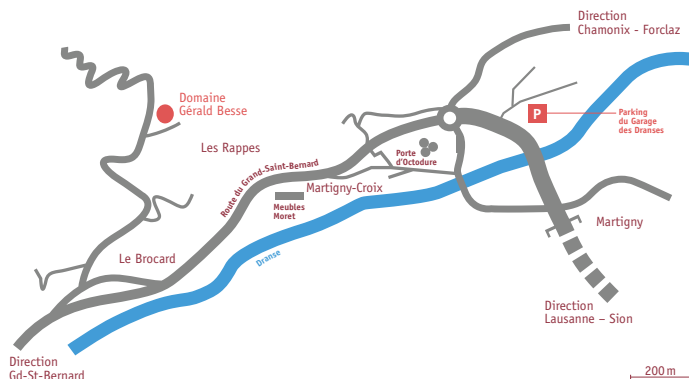 Direction
Chamonix - Forclaz
Domaine
Gérald Besse
P
Parking
du Garage
des Dranses
Les Rappes
Porte
d'Octodure
Route du Grand-Saint-Bernard
Martigny-Croix
Meubles
Moret
Martigny
Le Brocard
Dranse
Direction
Lausanne – Sion
Direction
Gd-St-Bernard
200 m